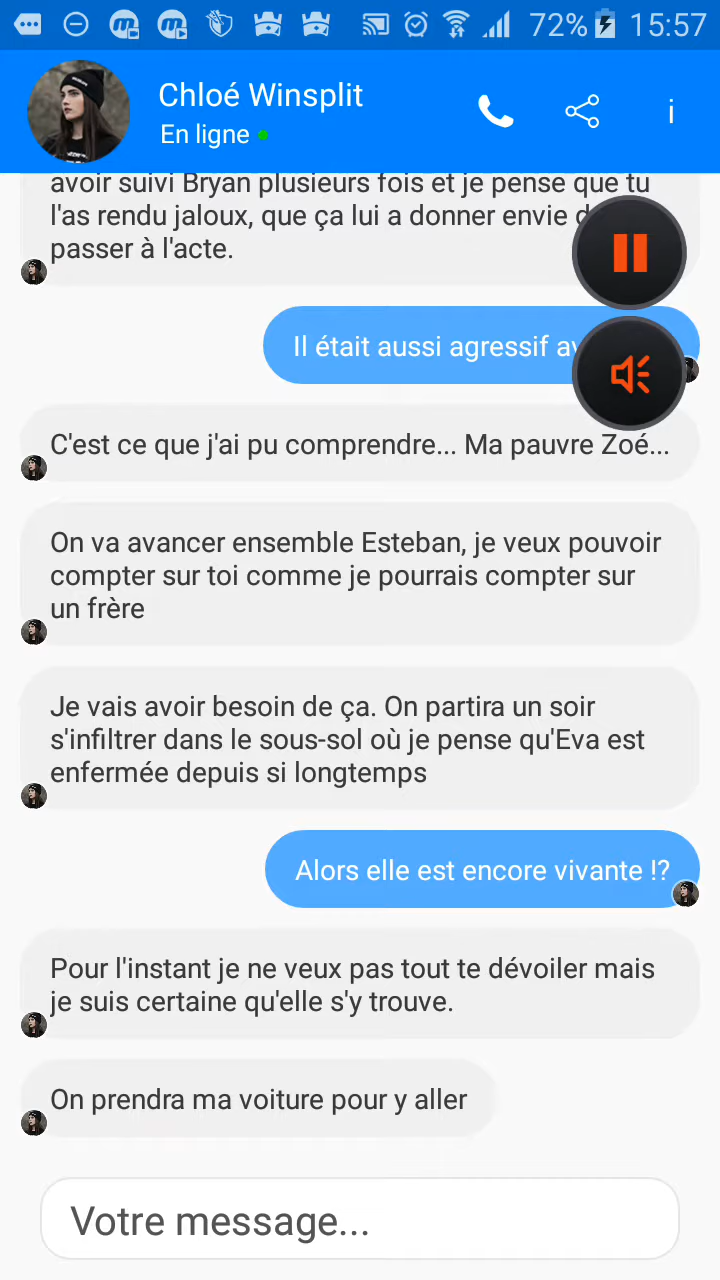 72% 15:57
Chloé Winsplit
En ligne
i
avoir suivi Bryan plusieurs fois et je pense que tu
l'as rendu jaloux, que ça lui a donner envie
passer à l'acte.
Il était aussi agressif
C'est ce que j'ai pu comprendre... Ma pauvre Zoé...
On va avancer ensemble Esteban, je veux pouvoir
compter sur toi comme je pourrais compter sur
un frère
Je vais avoir besoin de ça. On partira un soir
s'infiltrer dans le sous-sol où je pense qu'Eva est
enfermée depuis si longtemps
Alors elle est encore vivante !?
Pour l'instant je ne veux pas tout te dévoiler mais
je suis certaine qu'elle s'y trouve.
On prendra ma voiture pour y aller
Votre message...